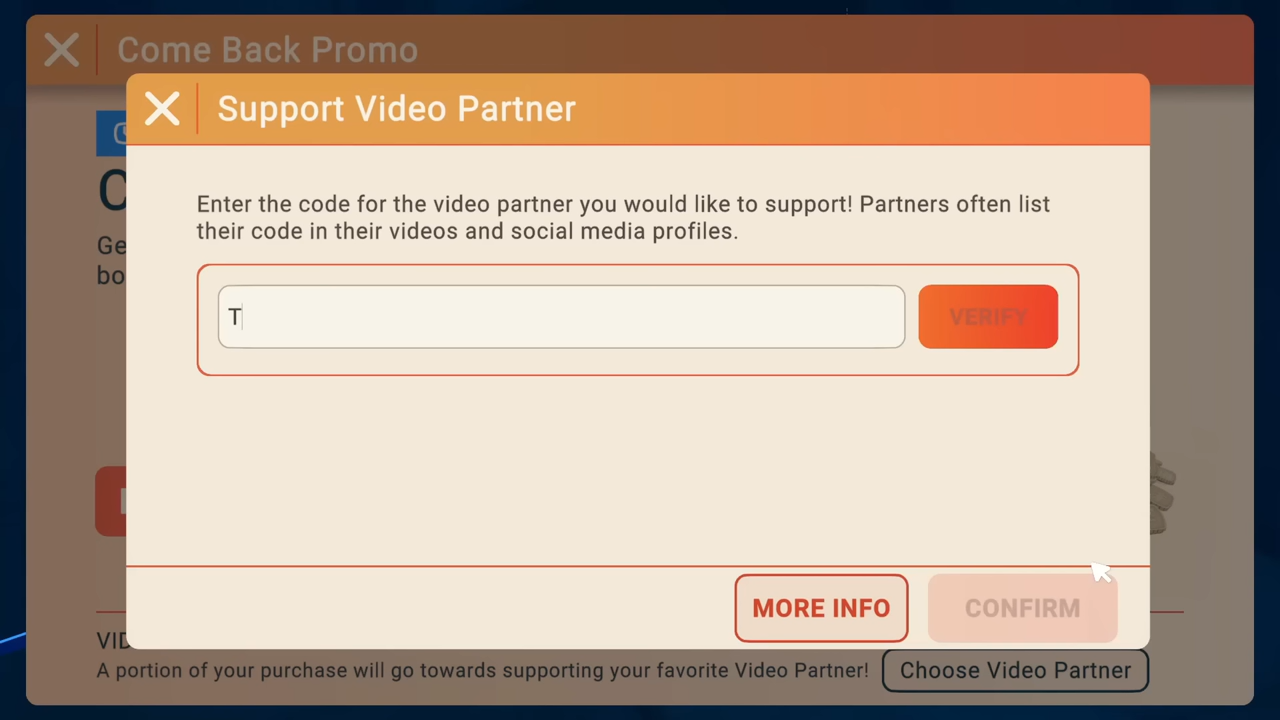 Come Back Promo
Support Video Partner
Enter the code for the video partner you would like to support! Partners often list
their code in their videos and social media profiles.
T
VERIFY
MORE INFO
CONFIRM
A portion of your purchase will go towards supporting your favorite Video Partner!
Choose Video Partner